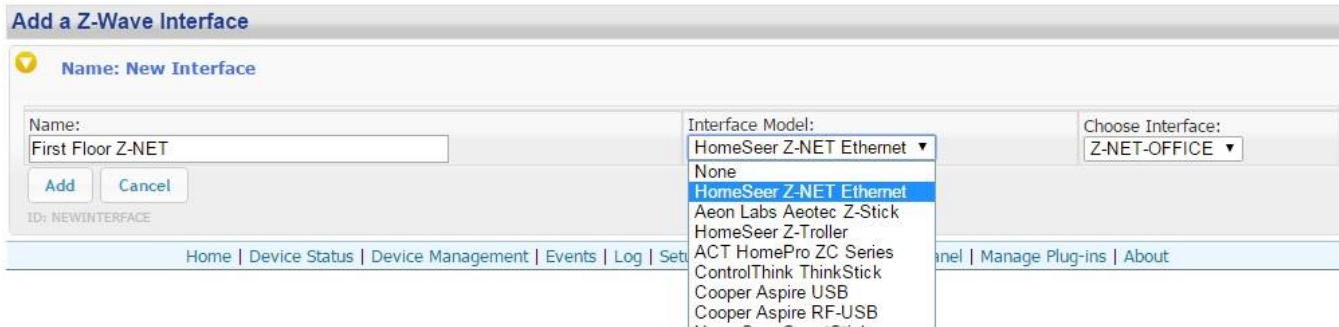 Add a Z-Wave Interface
Name: New Interface
Name:
Interface Model:
Choose Interface:
First Floor Z-NET
HomeSeer Z-NET Ethernet
Z-NET-OFFICE
None
HomeSeer Z-NET Ethernet
Aeon Labs Aeotec Z-Stick
HomeSeer Z-Troller
ACT HomePro ZC Series
ControlThink ThinkStick
Cooper Aspire USB
Cooper Aspire RF-USB
Add
Cancel
ID: NEWINTERFACE
Home | Device Status | Device Management | Events | Log | Manage Plug-ins | About